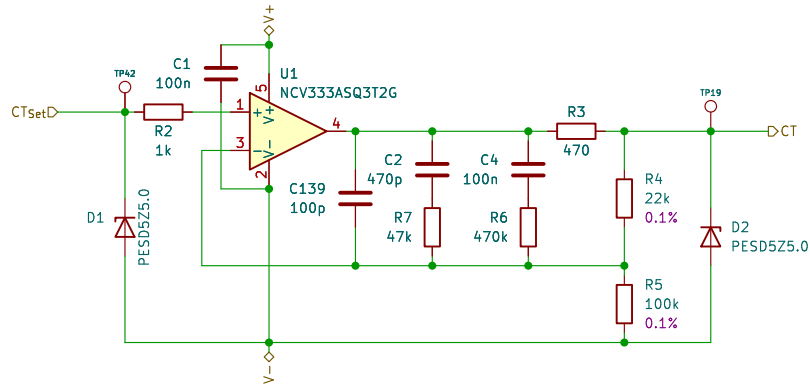 V+
C1
100n
5
U1
NCV333ASQ3T2G
TP42
CTSet
R2
1k
1
+
V+
3
−
V-
2
4
C139
100p
C2
470p
R7
47k
C4
100n
R6
470k
R3
470
TP19
CT
R4
22k
0.1%
D1
PESD5Z5.0
D2
PESD5Z5.0
R5
100k
0.1%
V-